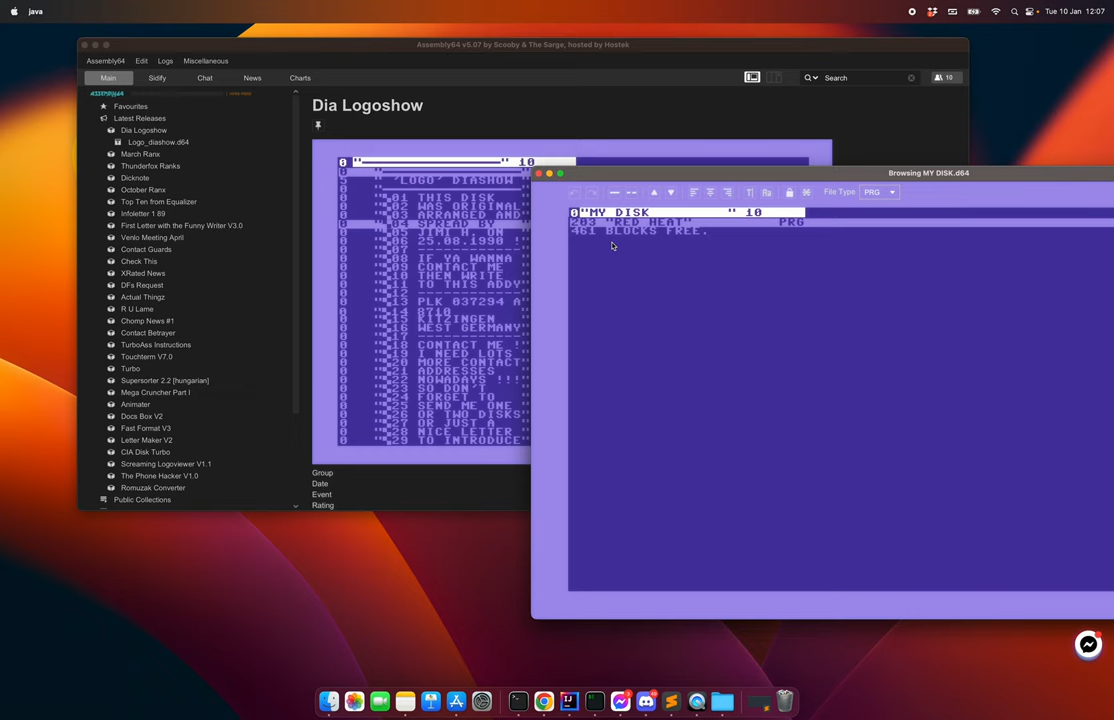 java
Tue 10 Jan 12:07
Assembly64 v5.07 by Scooby & The Sarge, hosted by Hostek
Assembly64 Edit Logs Miscellaneous
Main Sidify Chat News Charts
Search
10
Favourites
Latest Releases
Dia Logoshow
Logo_diashow.d64
March Ranx
Thunderfox Ranks
Dicknote
October Ranx
Top Ten from Equalizer
Infoletter 1 89
First Letter with the Funny Writer V3.0
Venlo Meeting April
Contact Guards
Check This
XRated News
DFs Request
Actual Thingz
R U Lame
Chomp News #1
Contact Betrayer
TurboAss Instructions
Touchterm V7.0
Turbo
Supersorter 2.2 [hungarian]
Mega Cruncher Part I
Animater
Docs Box V2
Fast Format V3
Letter Maker V2
CIA Disk Turbo
Screaming Logoviewer V1.1
The Phone Hacker V1.0
Romuzak Converter
Public Collections
Dia Logoshow
0 "" 10
0 "
5 "'LOGO' DIASHOW
0 "
0 "01 THIS DISK "
0 "02 WAS ORIGINAL
0 "03 ARRANGED AND"
0 "04 SPREAD BY "
0 "05 JIMI H. ON "
0 "06 25.08.1990 !"
0 "07 ------------"
0 "08 IF YA WANNA "
0 "09 CONTACT ME "
0 "10 THEN WRITE "
0 "11 TO THIS ADDY"
0 "12 ------------"
0 "13 PLK 037294 A"
0 "14 8710 "
0 "15 KITZINGEN "
0 "16 WEST GERMANY"
0 "17 ------------"
0 "18 CONTACT ME !"
0 "19 I NEED LOTS "
0 "20 MORE CONTACT"
0 "21 ADDRESSES "
0 "22 NOWADAYS !!!"
0 "23 SO DON'T "
0 "24 FORGET TO "
0 "25 SEND ME ONE "
0 "26 OR TWO DISKS"
0 "27 OR JUST A "
0 "28 NICE LETTER "
0 "29 TO INTRODUCE"
Group
Date
Event
Rating
Browsing MY DISK.d64
File Type PRG
0 "MY DISK " 10
203 "RED HEAT" PRG
461 BLOCKS FREE.